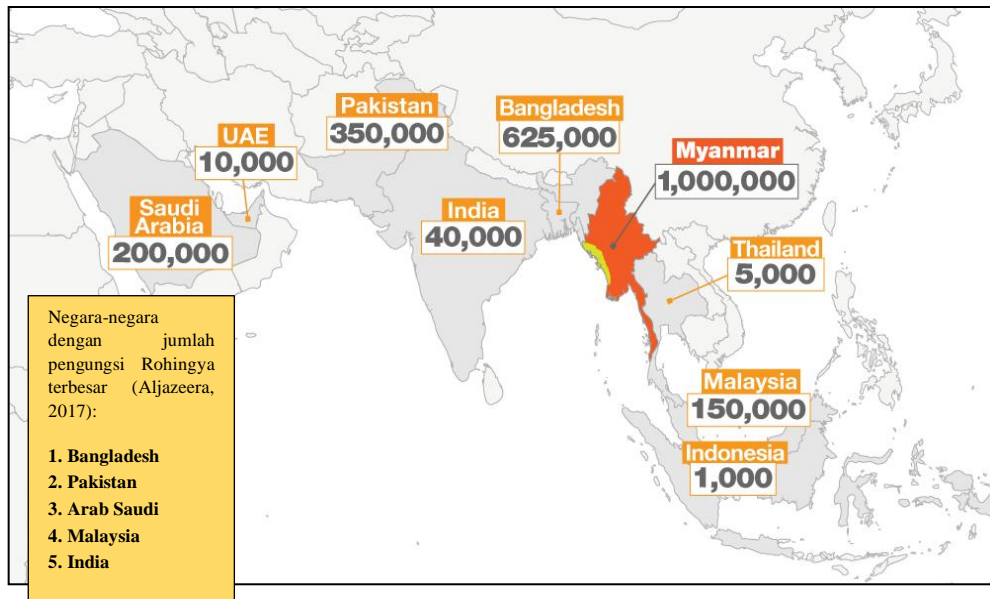 Pakistan
350,000
Bangladesh
625,000
UAE
10,000
Myanmar
1,000,000
Saudi
Arabia
200,000
India
40,000
Thailand
5,000
Malaysia
150,000
Indonesia
1,000
Negara-negara
dengan jumlah
pengungsi Rohingya
terbesar (Aljazeera,
2017):
1. Bangladesh
2. Pakistan
3. Arab Saudi
4. Malaysia
5. India